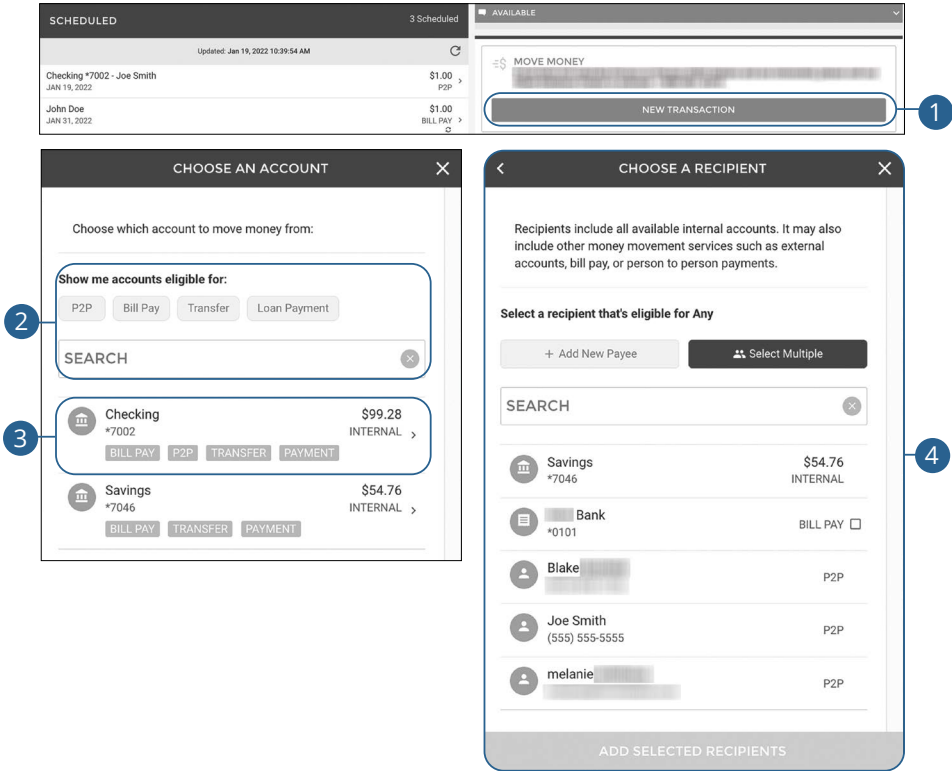 SCHEDULED
3 Scheduled
Updated: Jan 19, 2022 10:39:54 AM
Checking *7002 - Joe Smith
$1.00
JAN 19, 2022
P2P
John Doe
$1.00
JAN 31, 2022
BILL PAY
AVAILABLE
MOVE MONEY
NEW TRANSACTION
1
CHOOSE AN ACCOUNT
Choose which account to move money from:
2
Show me accounts eligible for:
P2P Bill Pay Transfer Loan Payment
SEARCH
3
Checking
$99.28
*7002
INTERNAL
BILL PAY P2P TRANSFER PAYMENT
Savings
$54.76
*7046
INTERNAL
BILL PAY TRANSFER PAYMENT
CHOOSE A RECIPIENT
Recipients include all available internal accounts. It may also
include other money movement services such as external
accounts, bill pay, or person to person payments.
Select a recipient that's eligible for Any
+ Add New Payee
Select Multiple
SEARCH
4
Savings
$54.76
*7046
INTERNAL
Bank
*0101
BILL PAY
Blake
P2P
Joe Smith
(555) 555-5555
P2P
melanie
P2P
ADD SELECTED RECIPIENTS